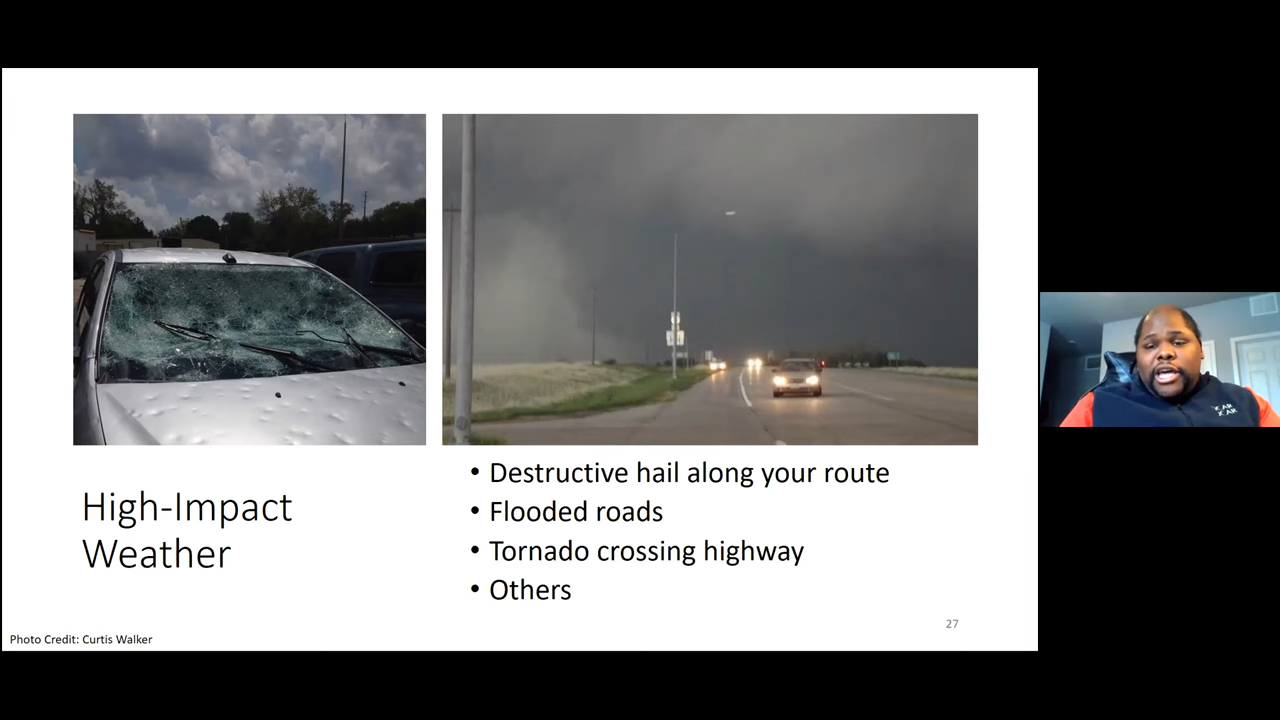 High-Impact
Weather
• Destructive hail along your route
• Flooded roads
• Tornado crossing highway
• Others
27
Photo Credit: Curtis Walker